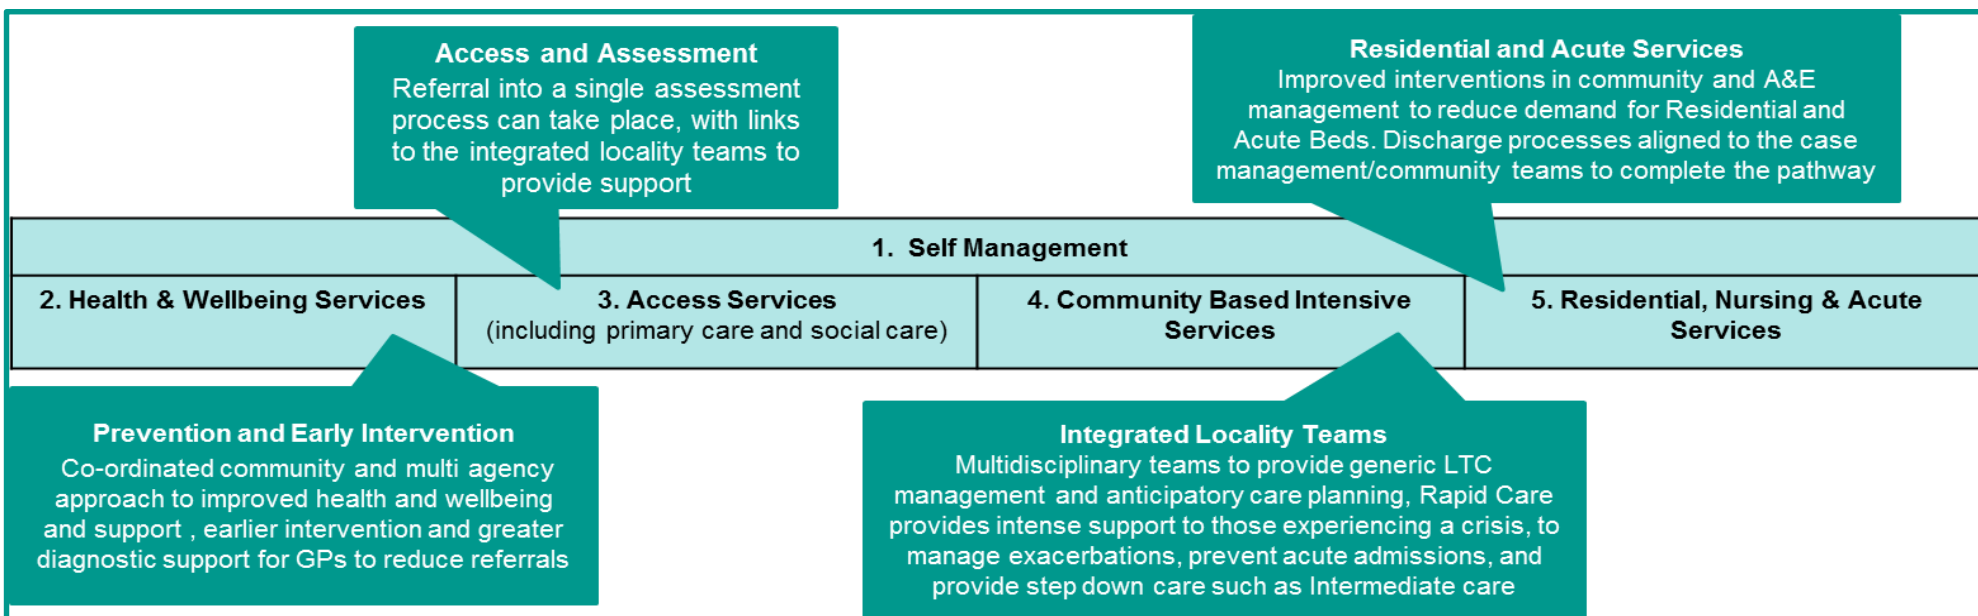 Access and Assessment
Referral into a single assessment
process can take place, with links
to the integrated locality teams to
provide support
Residential and Acute Services
Improved interventions in community and A&E
management to reduce demand for Residential and
Acute Beds. Discharge processes aligned to the case
management/community teams to complete the pathway
1. Self Management
2. Health & Wellbeing Services
3. Access Services
(including primary care and social care)
4. Community Based Intensive
Services
5. Residential, Nursing & Acute
Services
Prevention and Early Intervention
Co-ordinated community and multi agency
approach to improved health and wellbeing
and support , earlier intervention and greater
diagnostic support for GPs to reduce referrals
Integrated Locality Teams
Multidisciplinary teams to provide generic LTC
management and anticipatory care planning, Rapid Care
provides intense support to those experiencing a crisis, to
manage exacerbations, prevent acute admissions, and
provide step down care such as Intermediate care